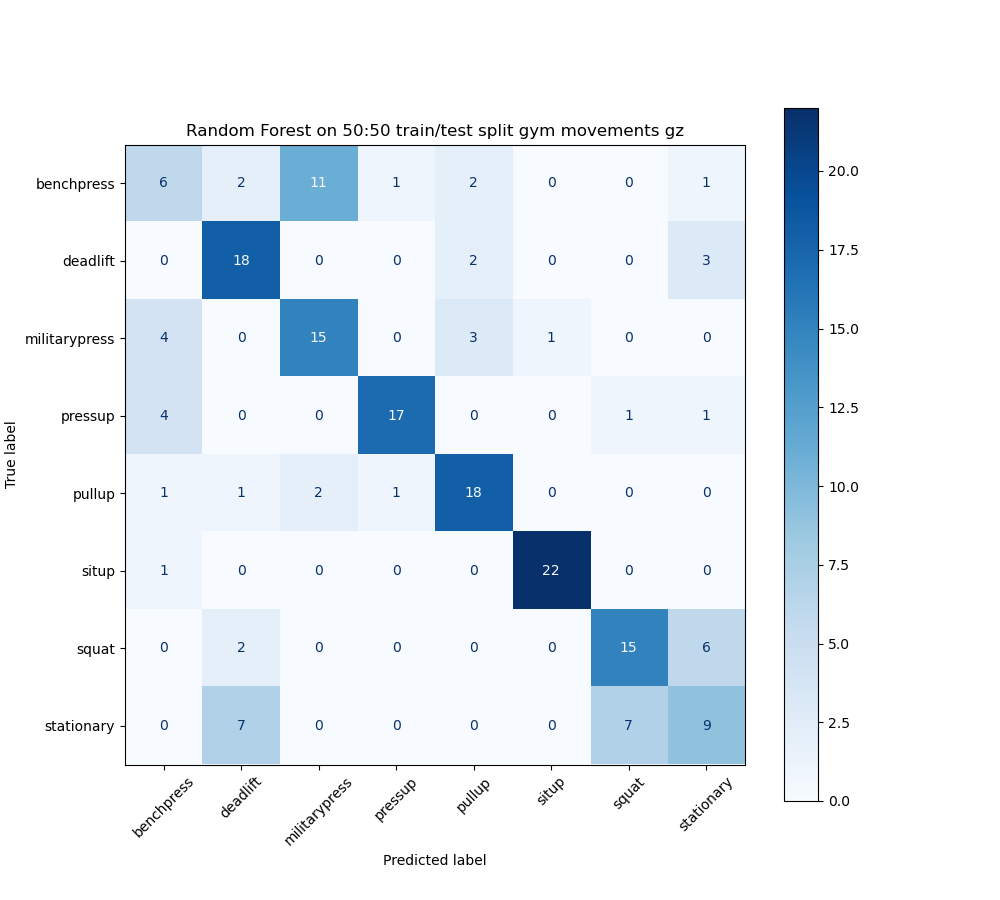 Random Forest on 50:50 train/test split gym movements gz
True label
benchpress 6 2 11 1 2 0 0 1
deadlift 0 18 0 0 2 0 0 3
militarypress 4 0 15 0 3 1 0 0
pressup 4 0 0 17 0 0 1 1
pullup 1 1 2 1 18 0 0 0
situp 1 0 0 0 0 22 0 0
squat 0 2 0 0 0 0 15 6
stationary 0 7 0 0 0 0 7 9
benchpress deadlift militarypress pressup pullup situp squat stationary
Predicted label
20.0
17.5
15.0
12.5
10.0
7.5
5.0
2.5
0.0